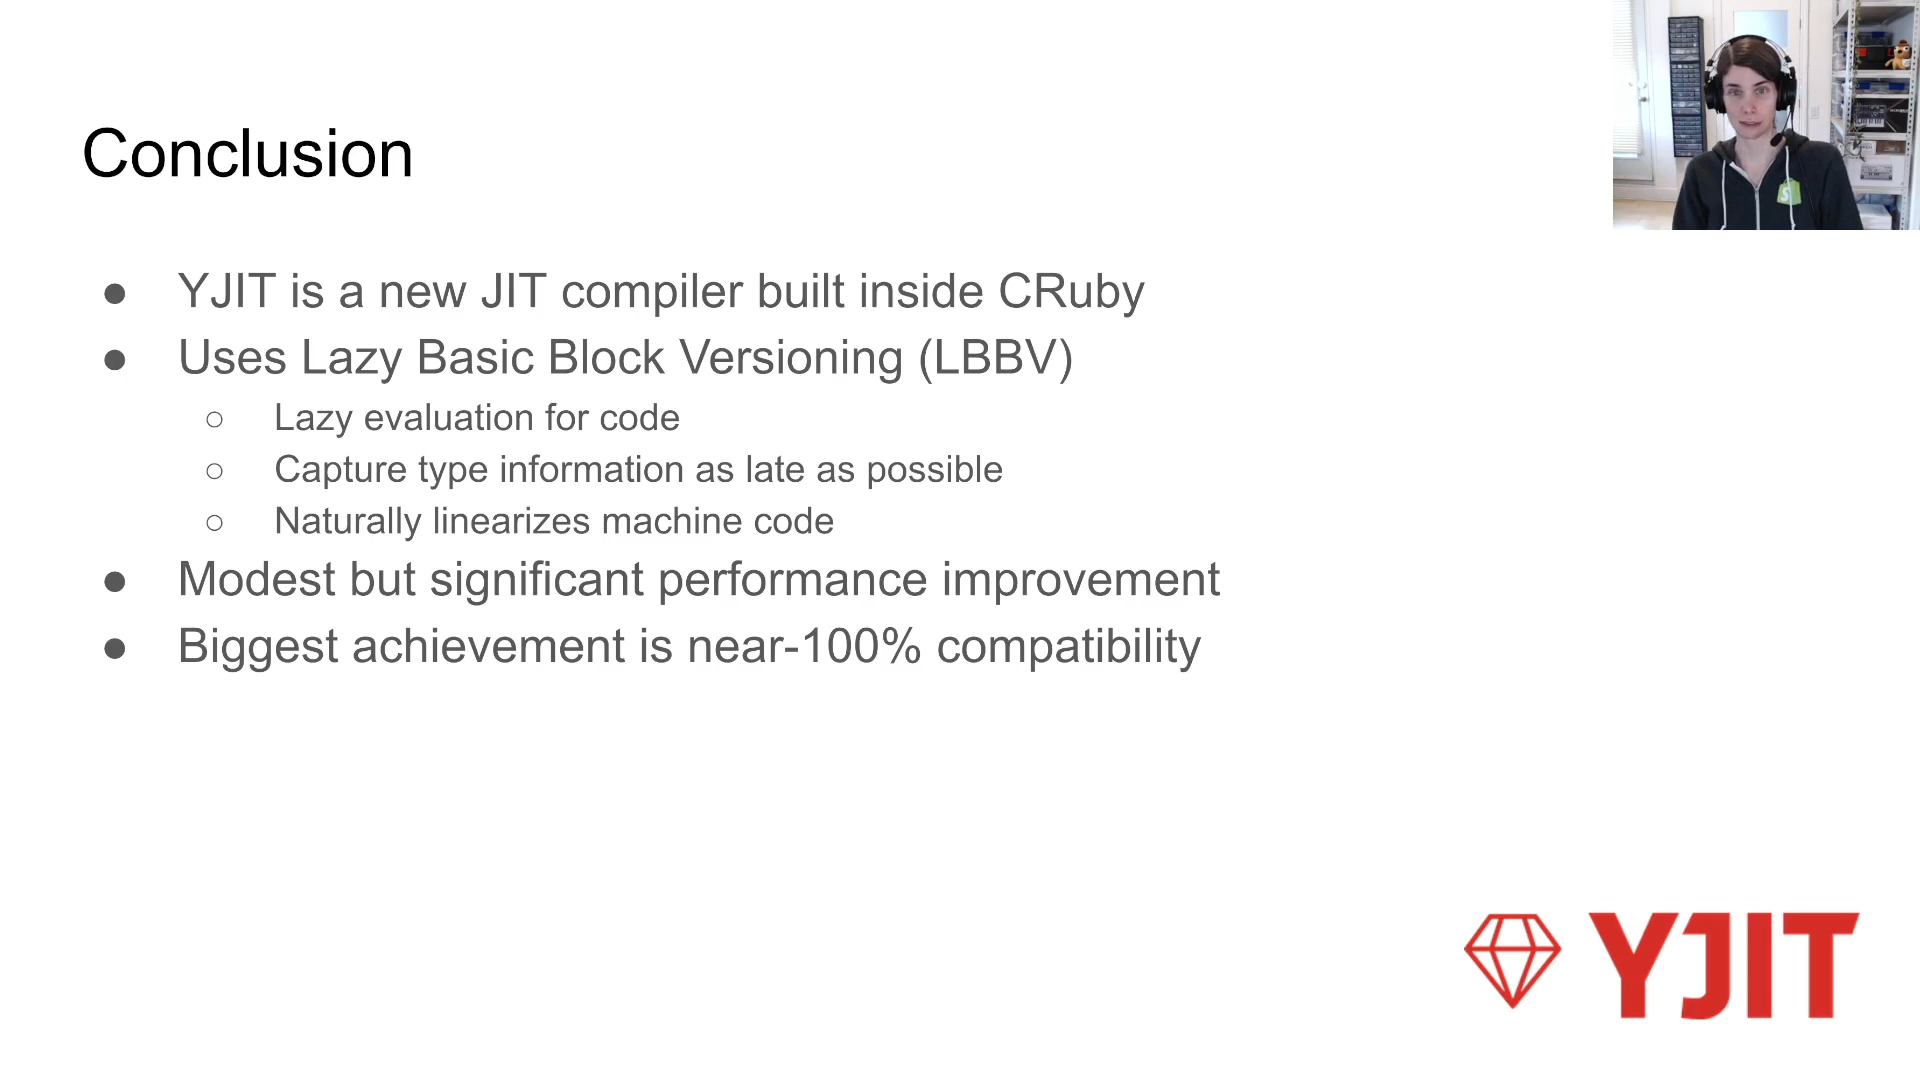 Conclusion
● YJIT is a new JIT compiler built inside CRuby
● Uses Lazy Basic Block Versioning (LBBV)
○ Lazy evaluation for code
○ Capture type information as late as possible
○ Naturally linearizes machine code
● Modest but significant performance improvement
● Biggest achievement is near-100% compatibility
YJIT